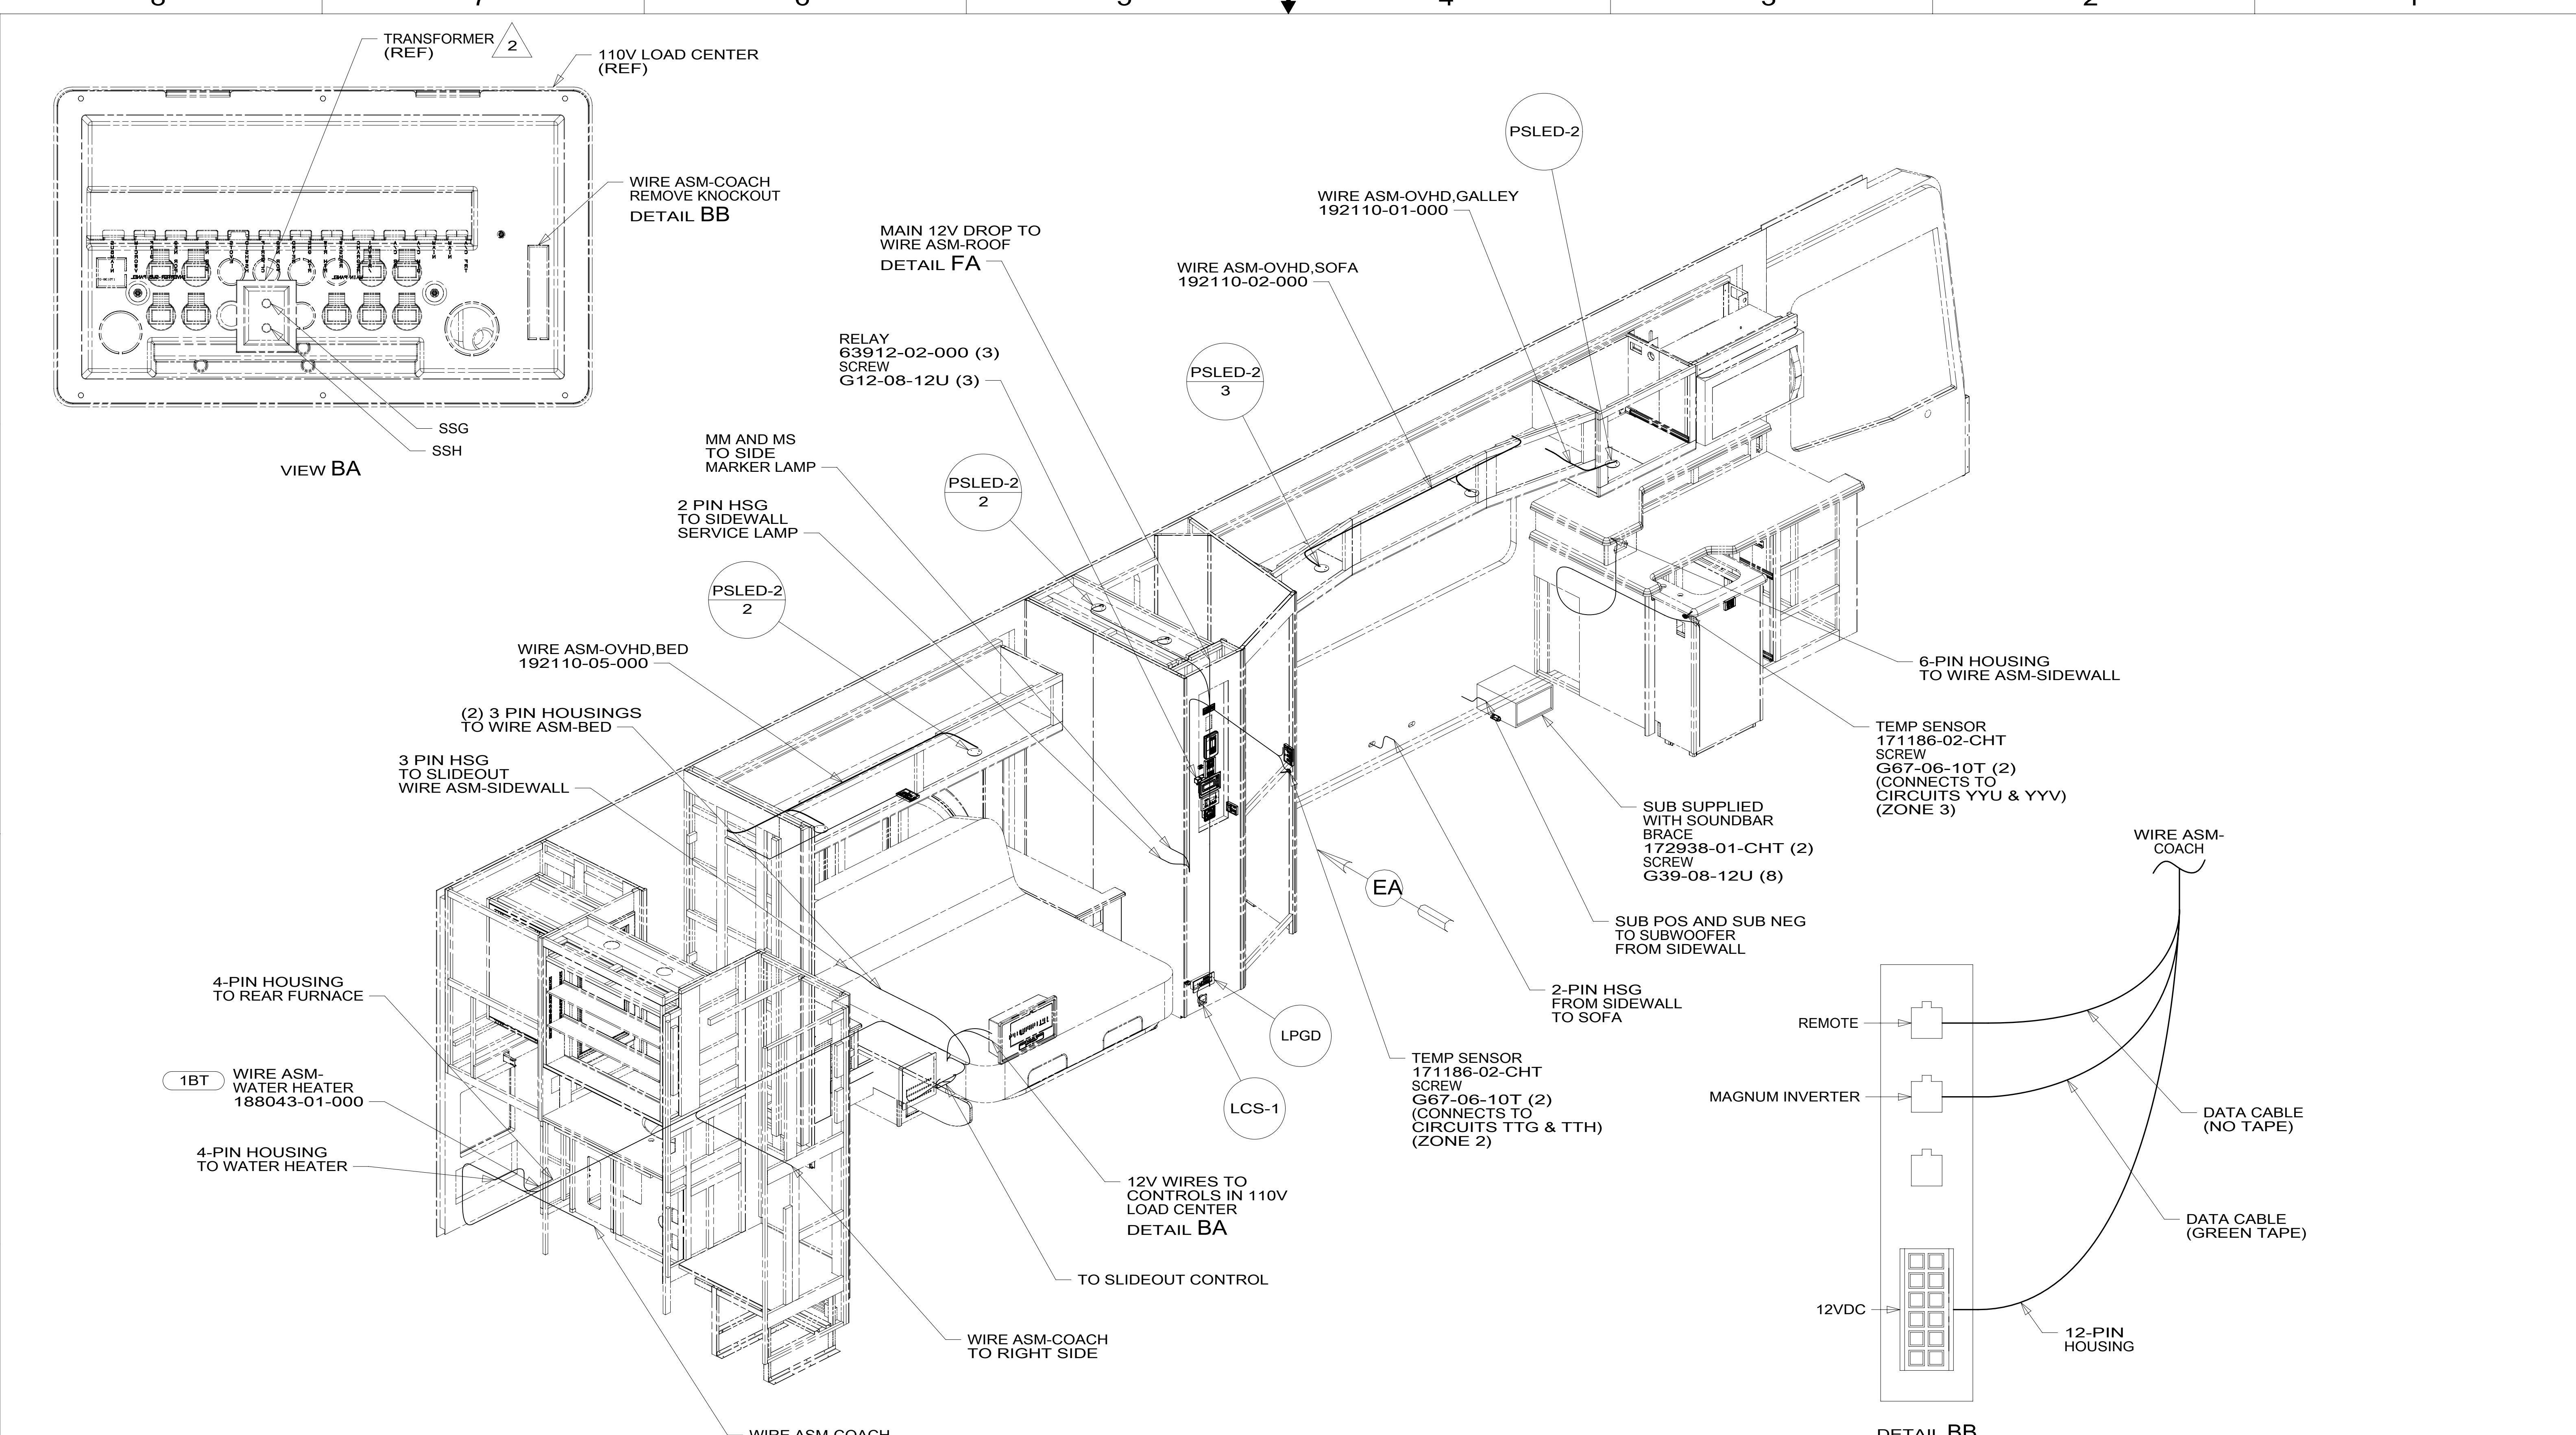 TRANSFORMER
(REF)
2
110V LOAD CENTER
(REF)
WIRE ASM-COACH
REMOVE KNOCKOUT
DETAIL BB
SSG
SSH
VIEW BA
PSLED-2
WIRE ASM-OVHD,GALLEY
192110-01-000
MAIN 12V DROP TO
WIRE ASM-ROOF
DETAIL FA
WIRE ASM-OVHD,SOFA
192110-02-000
RELAY
63912-02-000 (3)
SCREW
G12-08-12U (3)
PSLED-2
3
MM AND MS
TO SIDE
MARKER LAMP
PSLED-2
2
2 PIN HSG
TO SIDEWALL
SERVICE LAMP
PSLED-2
2
WIRE ASM-OVHD,BED
192110-05-000
(2) 3 PIN HOUSINGS
TO WIRE ASM-BED
3 PIN HSG
TO SLIDEOUT
WIRE ASM-SIDEWALL
6-PIN HOUSING
TO WIRE ASM-SIDEWALL
TEMP SENSOR
171186-02-CHT
SCREW
G67-06-10T (2)
(CONNECTS TO
CIRCUITS YYU & YYV)
(ZONE 3)
SUB SUPPLIED
WITH SOUNDBAR
BRACE
172938-01-CHT (2)
SCREW
G39-08-12U (8)
EA
SUB POS AND SUB NEG
TO SUBWOOFER
FROM SIDEWALL
2-PIN HSG
FROM SIDEWALL
TO SOFA
4-PIN HOUSING
TO REAR FURNACE
1BT
WIRE ASM-
WATER HEATER
188043-01-000
4-PIN HOUSING
TO WATER HEATER
LPGD
LCS-1
TEMP SENSOR
171186-02-CHT
SCREW
G67-06-10T (2)
(CONNECTS TO
CIRCUITS TTG & TTH)
(ZONE 2)
12V WIRES TO
CONTROLS IN 110V
LOAD CENTER
DETAIL BA
TO SLIDEOUT CONTROL
WIRE ASM-COACH
TO RIGHT SIDE
WIRE ASM-COACH
WIRE ASM-
COACH
REMOTE
MAGNUM INVERTER
DATA CABLE
(NO TAPE)
DATA CABLE
(GREEN TAPE)
12VDC
12-PIN
HOUSING
DETAIL BB